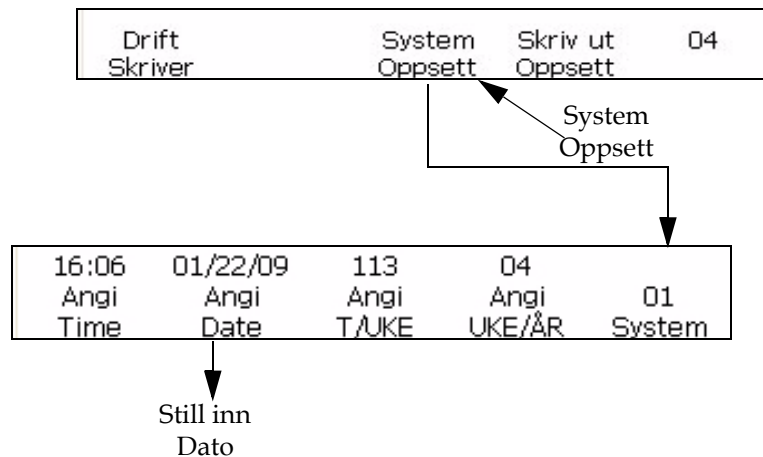 Drift System Skriv ut 04
Skriver Oppsett Oppsett
System
Oppsett
16:06 01/22/09 113 04
Angi Angi Angi Angi 01
Time Date T/UKE UKE/ÅR System
Still inn
Dato